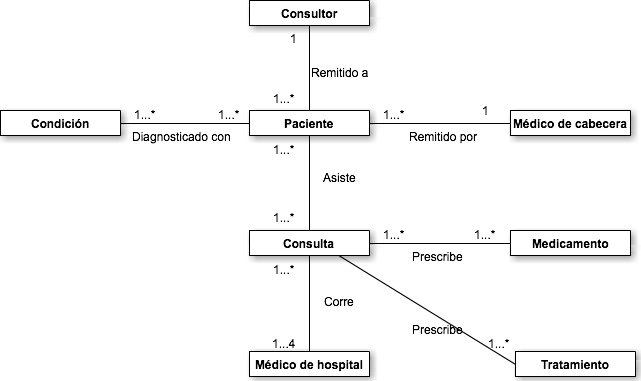 Consultor
1
Remitido a
1...*
1...*
1...*
1...*
1
Condición
Paciente
Médico de cabecera
Diagnosticado con
Remitido por
1...*
Asiste
1...*
Consulta
1...*
1...*
Medicamento
Prescribe
1...*
Corre
Prescribe
1...4
1...*
Médico de hospital
Tratamiento